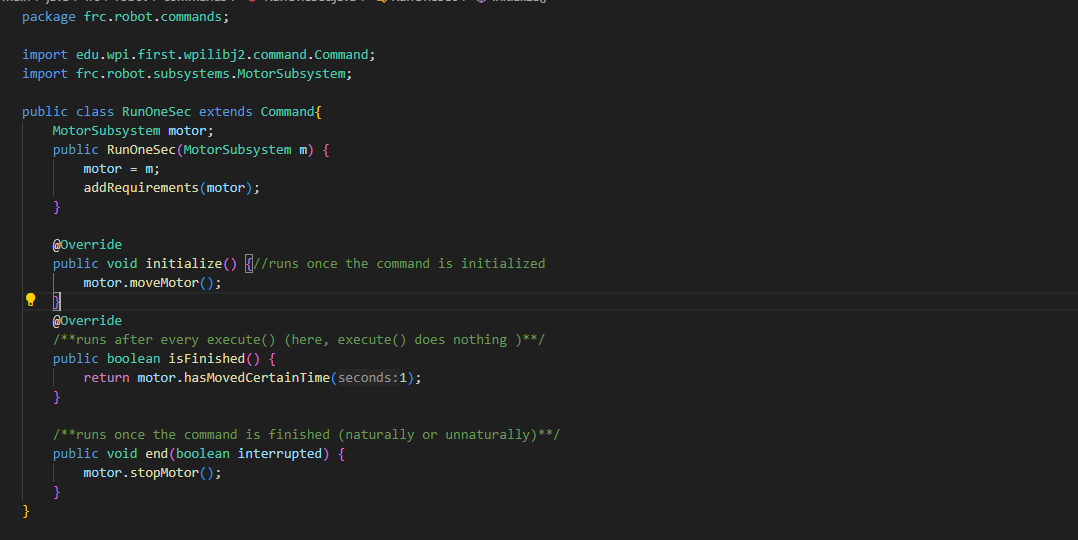 package frc.robot.commands;
import edu.wpi.first.wpilibj2.command.Command;
import frc.robot.subsystems.MotorSubsystem;
public class RunOneSec extends Command{
MotorSubsystem motor;
public RunOneSec(MotorSubsystem m) {
motor = m;
addRequirements(motor);
}
@Override
public void initialize() {//runs once the command is initialized
motor.moveMotor();
}
@Override
/**runs after every execute() (here, execute() does nothing )**/
public boolean isFinished() {
return motor.hasMovedCertainTime(seconds:1);
}
/**runs once the command is finished (naturally or unnaturally)**/
public void end(boolean interrupted) {
motor.stopMotor();
}
}